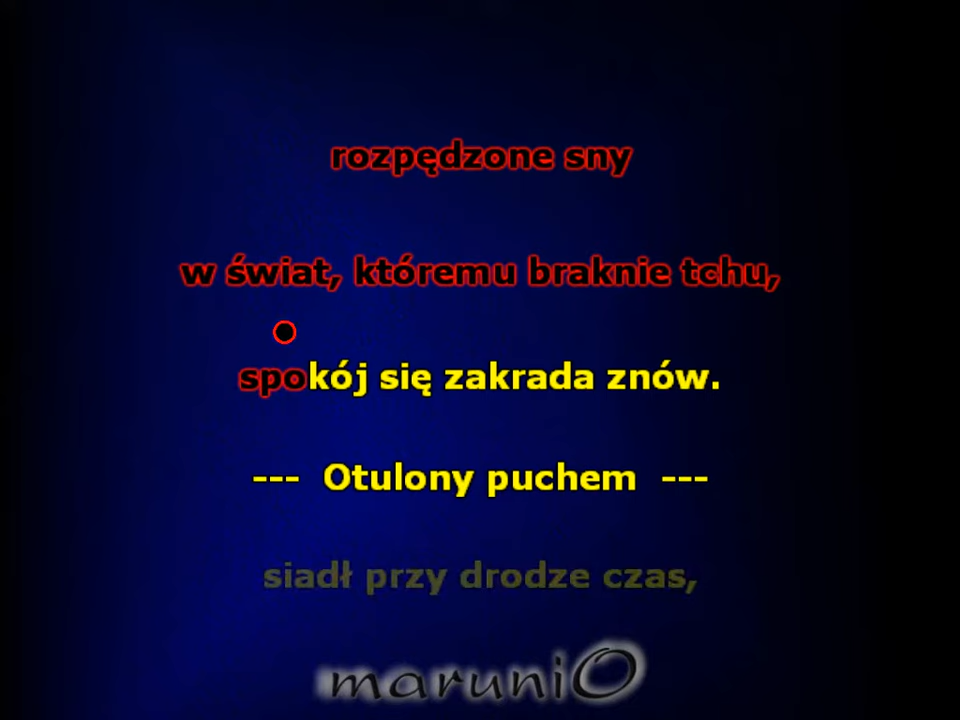 rozpędzone sny
w świat, któremu braknie tchu,
spokój się zakrada znów.
--- Otulony puchem ---
siadł przy drodze czas,
maruniO